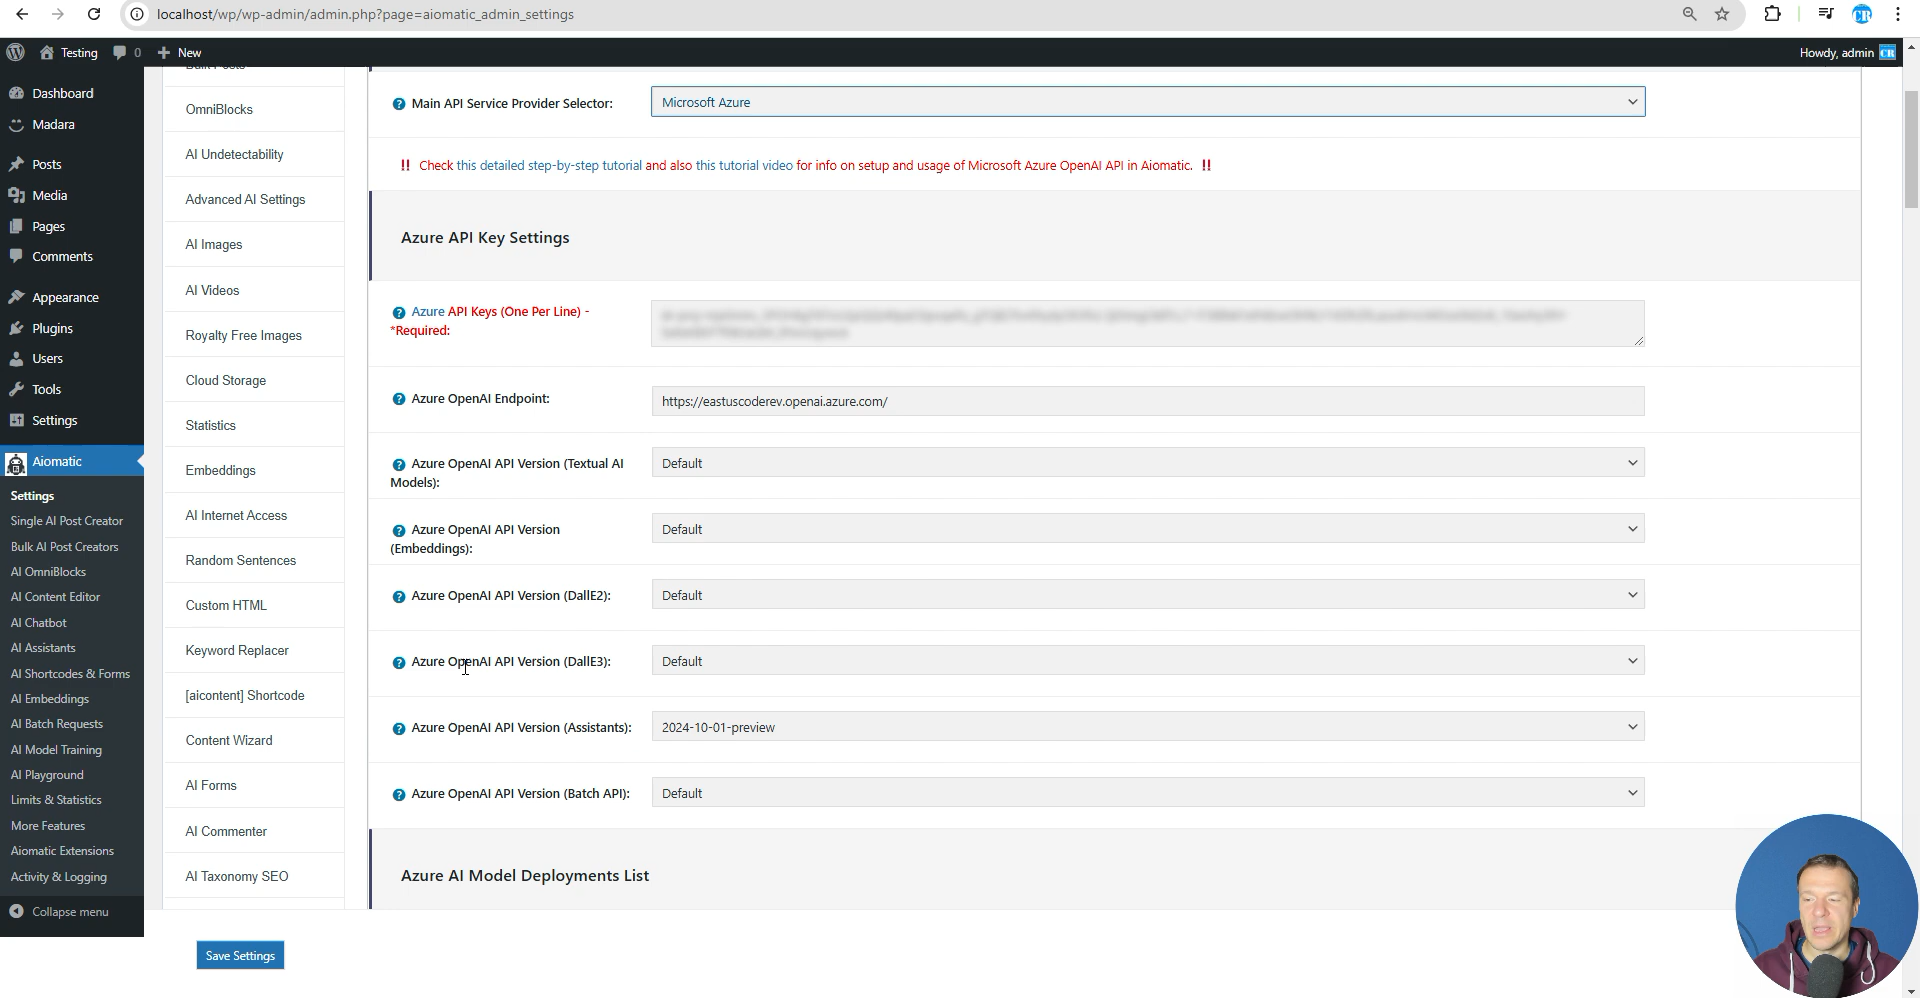 localhost/wp/wp-admin/admin.php?page=aiomatic_admin_settings
Testing
0
New
Howdy, admin
CR
Dashboard
Madara
Posts
Media
Pages
Comments
Appearance
Plugins
Users
Tools
Settings
Aiomatic
Settings
Single AI Post Creator
Bulk AI Post Creators
AI OmniBlocks
AI Content Editor
AI Chatbot
AI Assistants
AI Shortcodes & Forms
AI Embeddings
AI Batch Requests
AI Model Training
AI Playground
Limits & Statistics
More Features
Aiomatic Extensions
Activity & Logging
Collapse menu
Bulk Posts
OmniBlocks
AI Undetectability
Advanced AI Settings
AI Images
AI Videos
Royalty Free Images
Cloud Storage
Statistics
Embeddings
AI Internet Access
Random Sentences
Custom HTML
Keyword Replacer
[aicontent] Shortcode
Content Wizard
AI Forms
AI Commenter
AI Taxonomy SEO
Main API Service Provider Selector:
Microsoft Azure
!! Check this detailed step-by-step tutorial and also this tutorial video for info on setup and usage of Microsoft Azure OpenAI API in Aiomatic. !!
Azure API Key Settings
Azure API Keys (One Per Line) -
*Required:
Azure OpenAI Endpoint:
https://eastuscoderev.openai.azure.com/
Azure OpenAI API Version (Textual AI
Models):
Default
Azure OpenAI API Version
(Embeddings):
Default
Azure OpenAI API Version (DallE2):
Default
Azure OpenAI API Version (DallE3):
Default
Azure OpenAI API Version (Assistants):
2024-10-01-preview
Azure OpenAI API Version (Batch API):
Default
Azure AI Model Deployments List
Save Settings